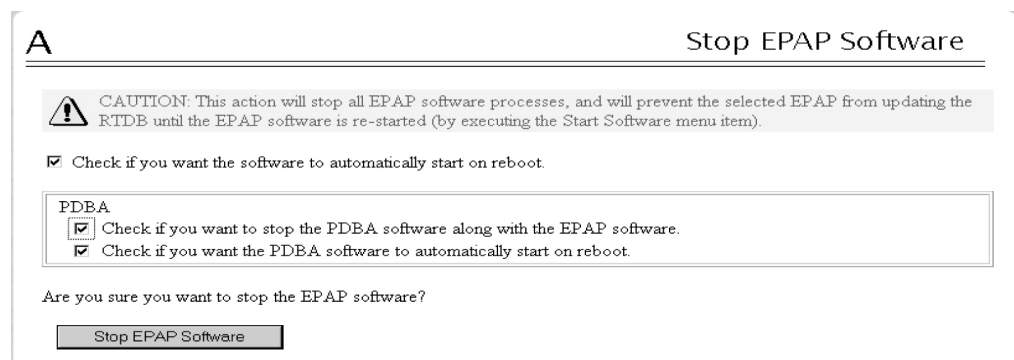 A
Stop EPAP Software
CAUTION: This action will stop all EPAP software processes, and will prevent the selected EPAP from updating the
RTDB until the EPAP software is re-started (by executing the Start Software menu item).
Check if you want the software to automatically start on reboot.
PDBA
Check if you want to stop the PDBA software along with the EPAP software.
Check if you want the PDBA software to automatically start on reboot.
Are you sure you want to stop the EPAP software?
Stop EPAP Software